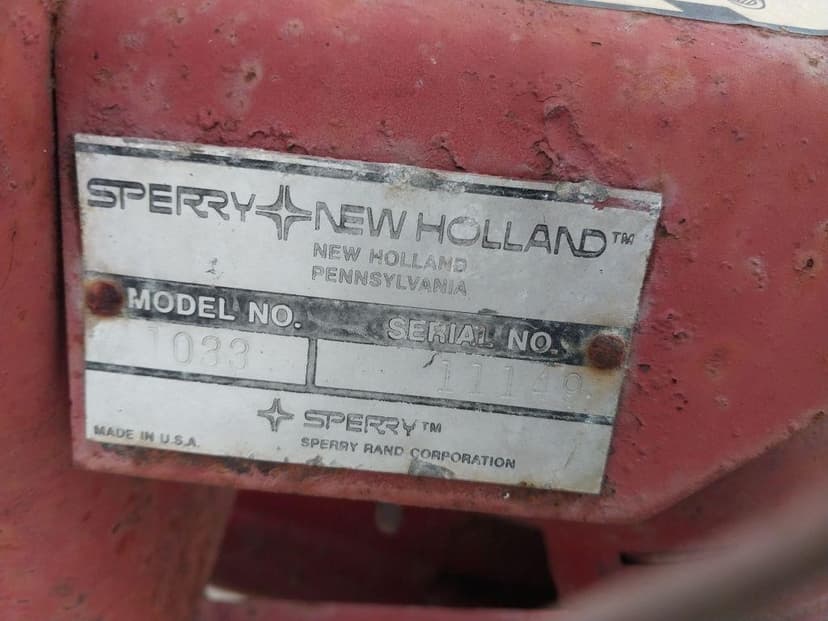 SPERRY NEW HOLLAND™
NEW HOLLAND
PENNSYLVANIA
MODEL NO. SERIAL NO.
1033 11149
SPERRY™
MADE IN U.S.A. SPERRY RAND CORPORATION